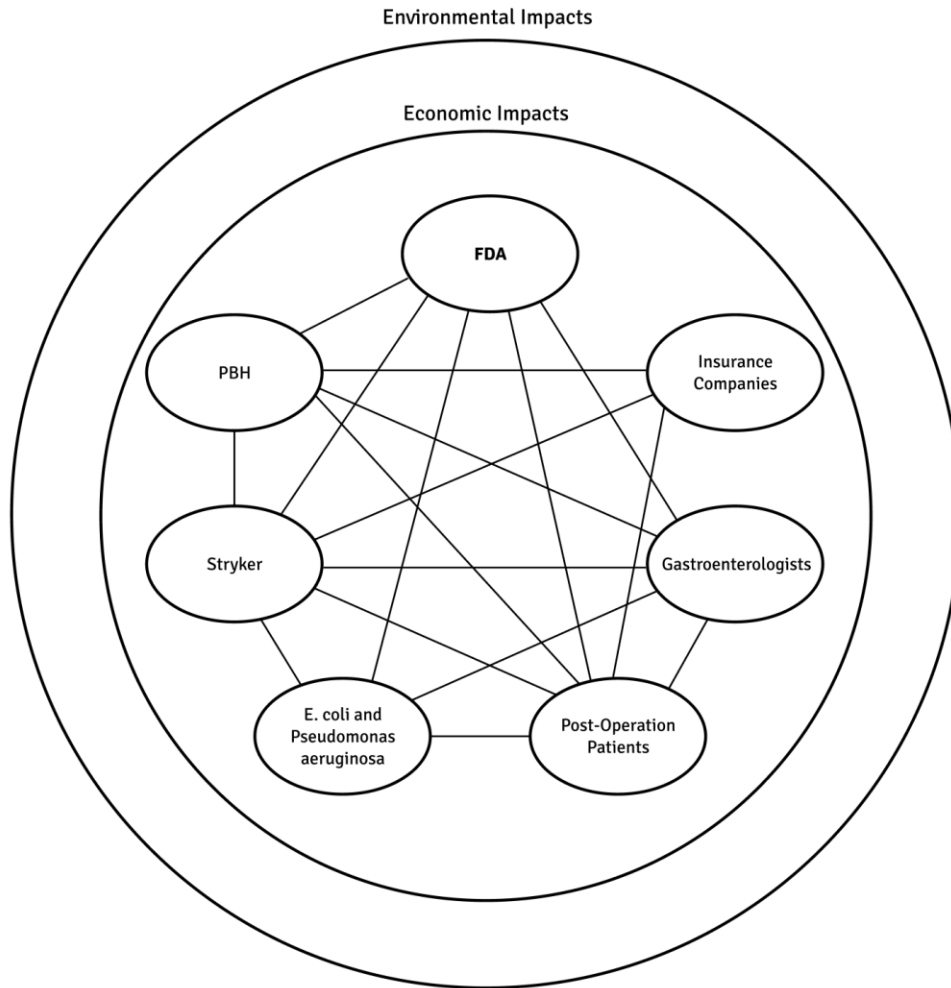 Environmental Impacts
Economic Impacts
FDA
PBH
Insurance
Companies
Stryker
Gastroenterologists
E. coli and
Pseudomonas
aeruginosa
Post-Operation
Patients